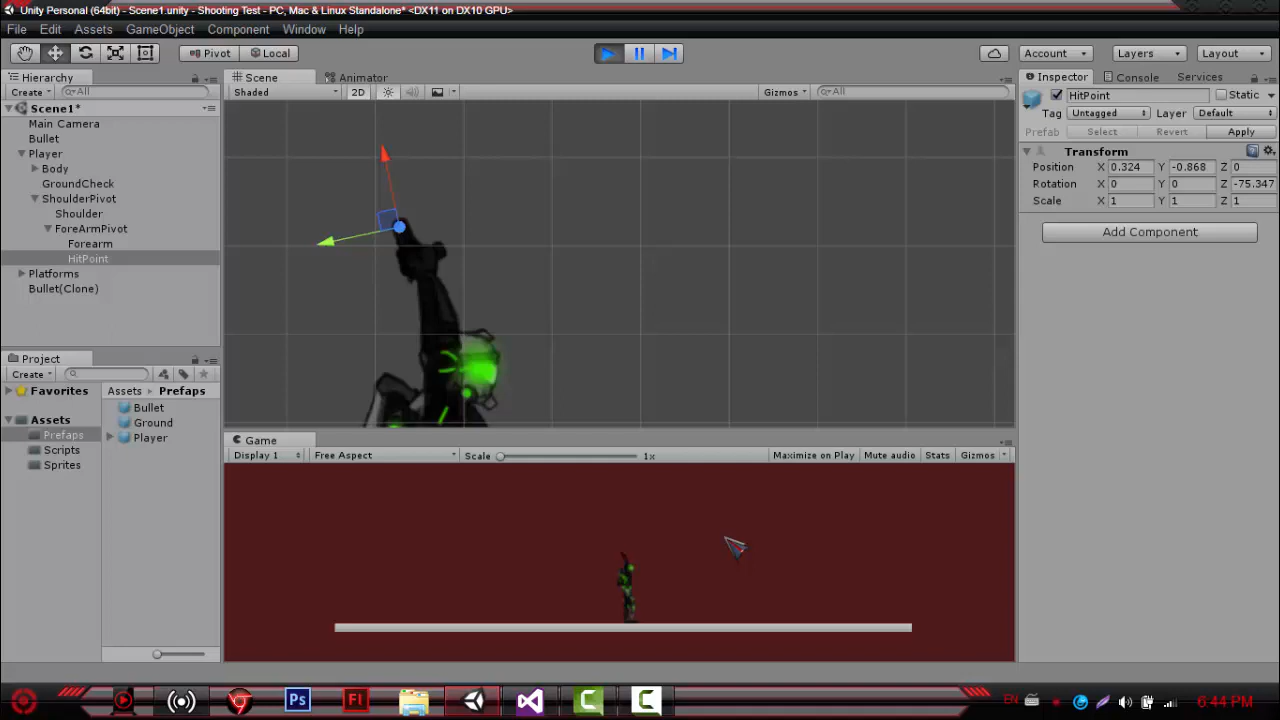 Unity Personal (64bit) - Scene1.unity - Shooting Test - PC, Mac & Linux Standalone* <DX11 on DX10 GPU>
File Edit Assets GameObject Component Window Help
Pivot Local Account Layers Layout
Hierarchy Scene Animator Inspector Console Services
Create All Shaded 2D Gizmos All HitPoint Static
Scene1*
Tag Untagged Layer Default
Main Camera
Prefab Select Revert Apply
Bullet
Player
Transform
Body
Position X 0.324 Y -0.868 Z 0
GroundCheck
Rotation X 0 Y 0 Z -75.347
ShoulderPivot
Scale X 1 Y 1 Z 1
Shoulder
ForeArmPivot
Add Component
Forearm
HitPoint
Platforms
Bullet(Clone)
Project
Create
Favorites Assets Prefaps
Bullet
Assets Ground
Prefaps Player
Scripts
Sprites
Game
Display 1 Free Aspect Scale 1x Maximize on Play Mute audio Stats Gizmos
Ps Fl C C EN 6:44 PM